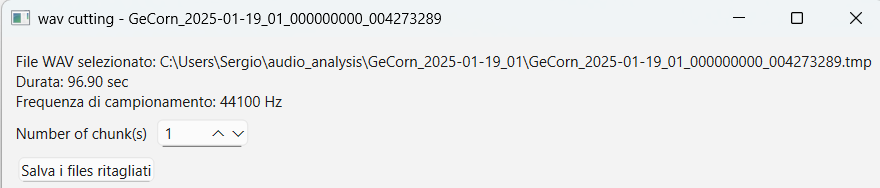 wav cutting - GeCorn_2025-01-19_01_000000000_004273289
File WAV selezionato: C:\Users\Sergio\audio_analysis\GeCorn_2025-01-19_01\GeCorn_2025-01-19_01_000000000_004273289.tmp
Durata: 96.90 sec
Frequenza di campionamento: 44100 Hz
Number of chunk(s) 1
Salva i files ritagliati